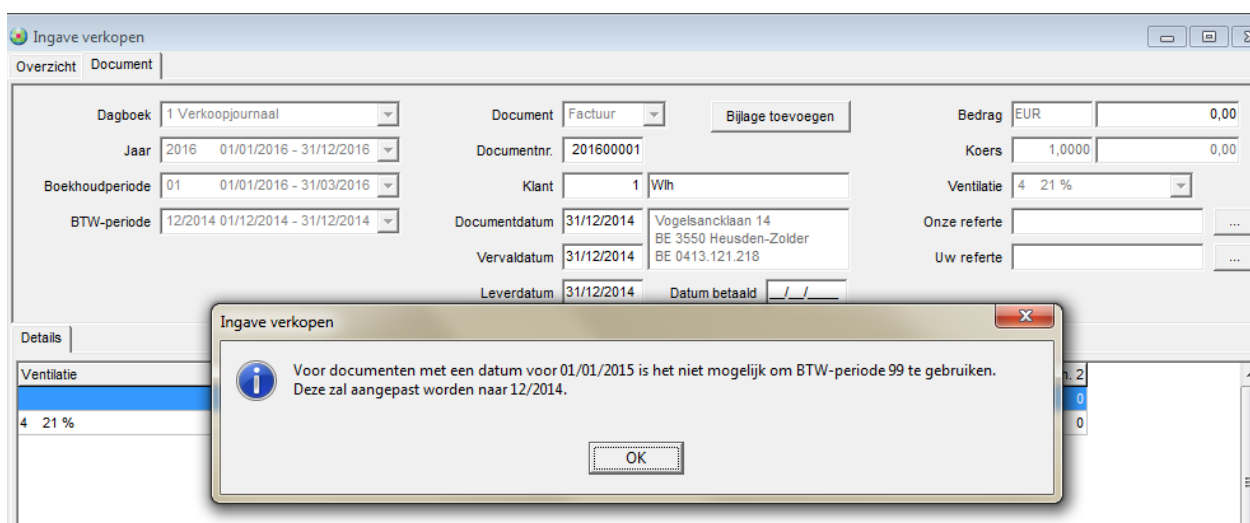 Ingave verkopen
Overzicht Document
Dagboek 1 Verkoopjournaal Document Factuur Bijlage toevoegen Bedrag EUR 0,00
Jaar 2016 01/01/2016 - 31/12/2016 Documentnr. 201600001 Koers 1,0000 0,00
Boekhoudperiode 01 01/01/2016 - 31/03/2016 Klant 1 Wlh Ventilatie 4 21 %
BTW-periode 12/2014 01/12/2014 - 31/12/2014 Documentdatum 31/12/2014 Vogelsancklaan 14 Onze referte ...
BE 3550 Heusden-Zolder
Vervaldatum 31/12/2014 BE 0413.121.218 Uw referte ...
Leverdatum 31/12/2014 Datum betaald __/__/____
Details
Ingave verkopen
Voor documenten met een datum voor 01/01/2015 is het niet mogelijk om BTW-periode 99 te gebruiken.
Deze zal aangepast worden naar 12/2014.
OK
Ventilatie 2
0
4 21 % 0